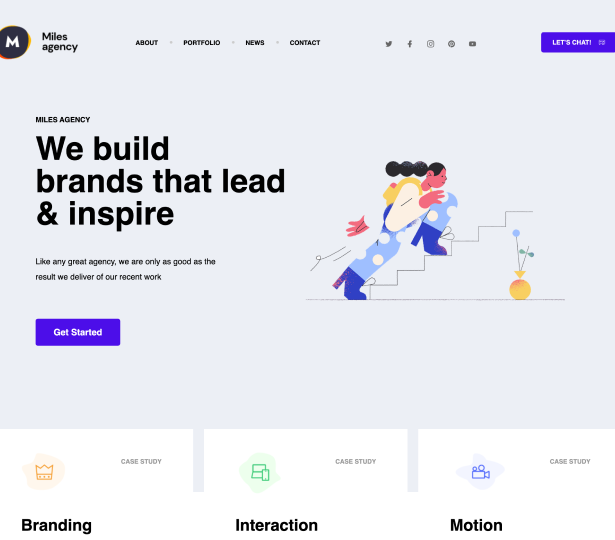 M
Miles
agency
ABOUT
PORTFOLIO
NEWS
CONTACT
LET'S CHAT!
MILES AGENCY
We build
brands that lead
& inspire
Like any great agency, we are only as good as the
result we deliver of our recent work
Get Started
CASE STUDY
CASE STUDY
CASE STUDY
Branding
Interaction
Motion